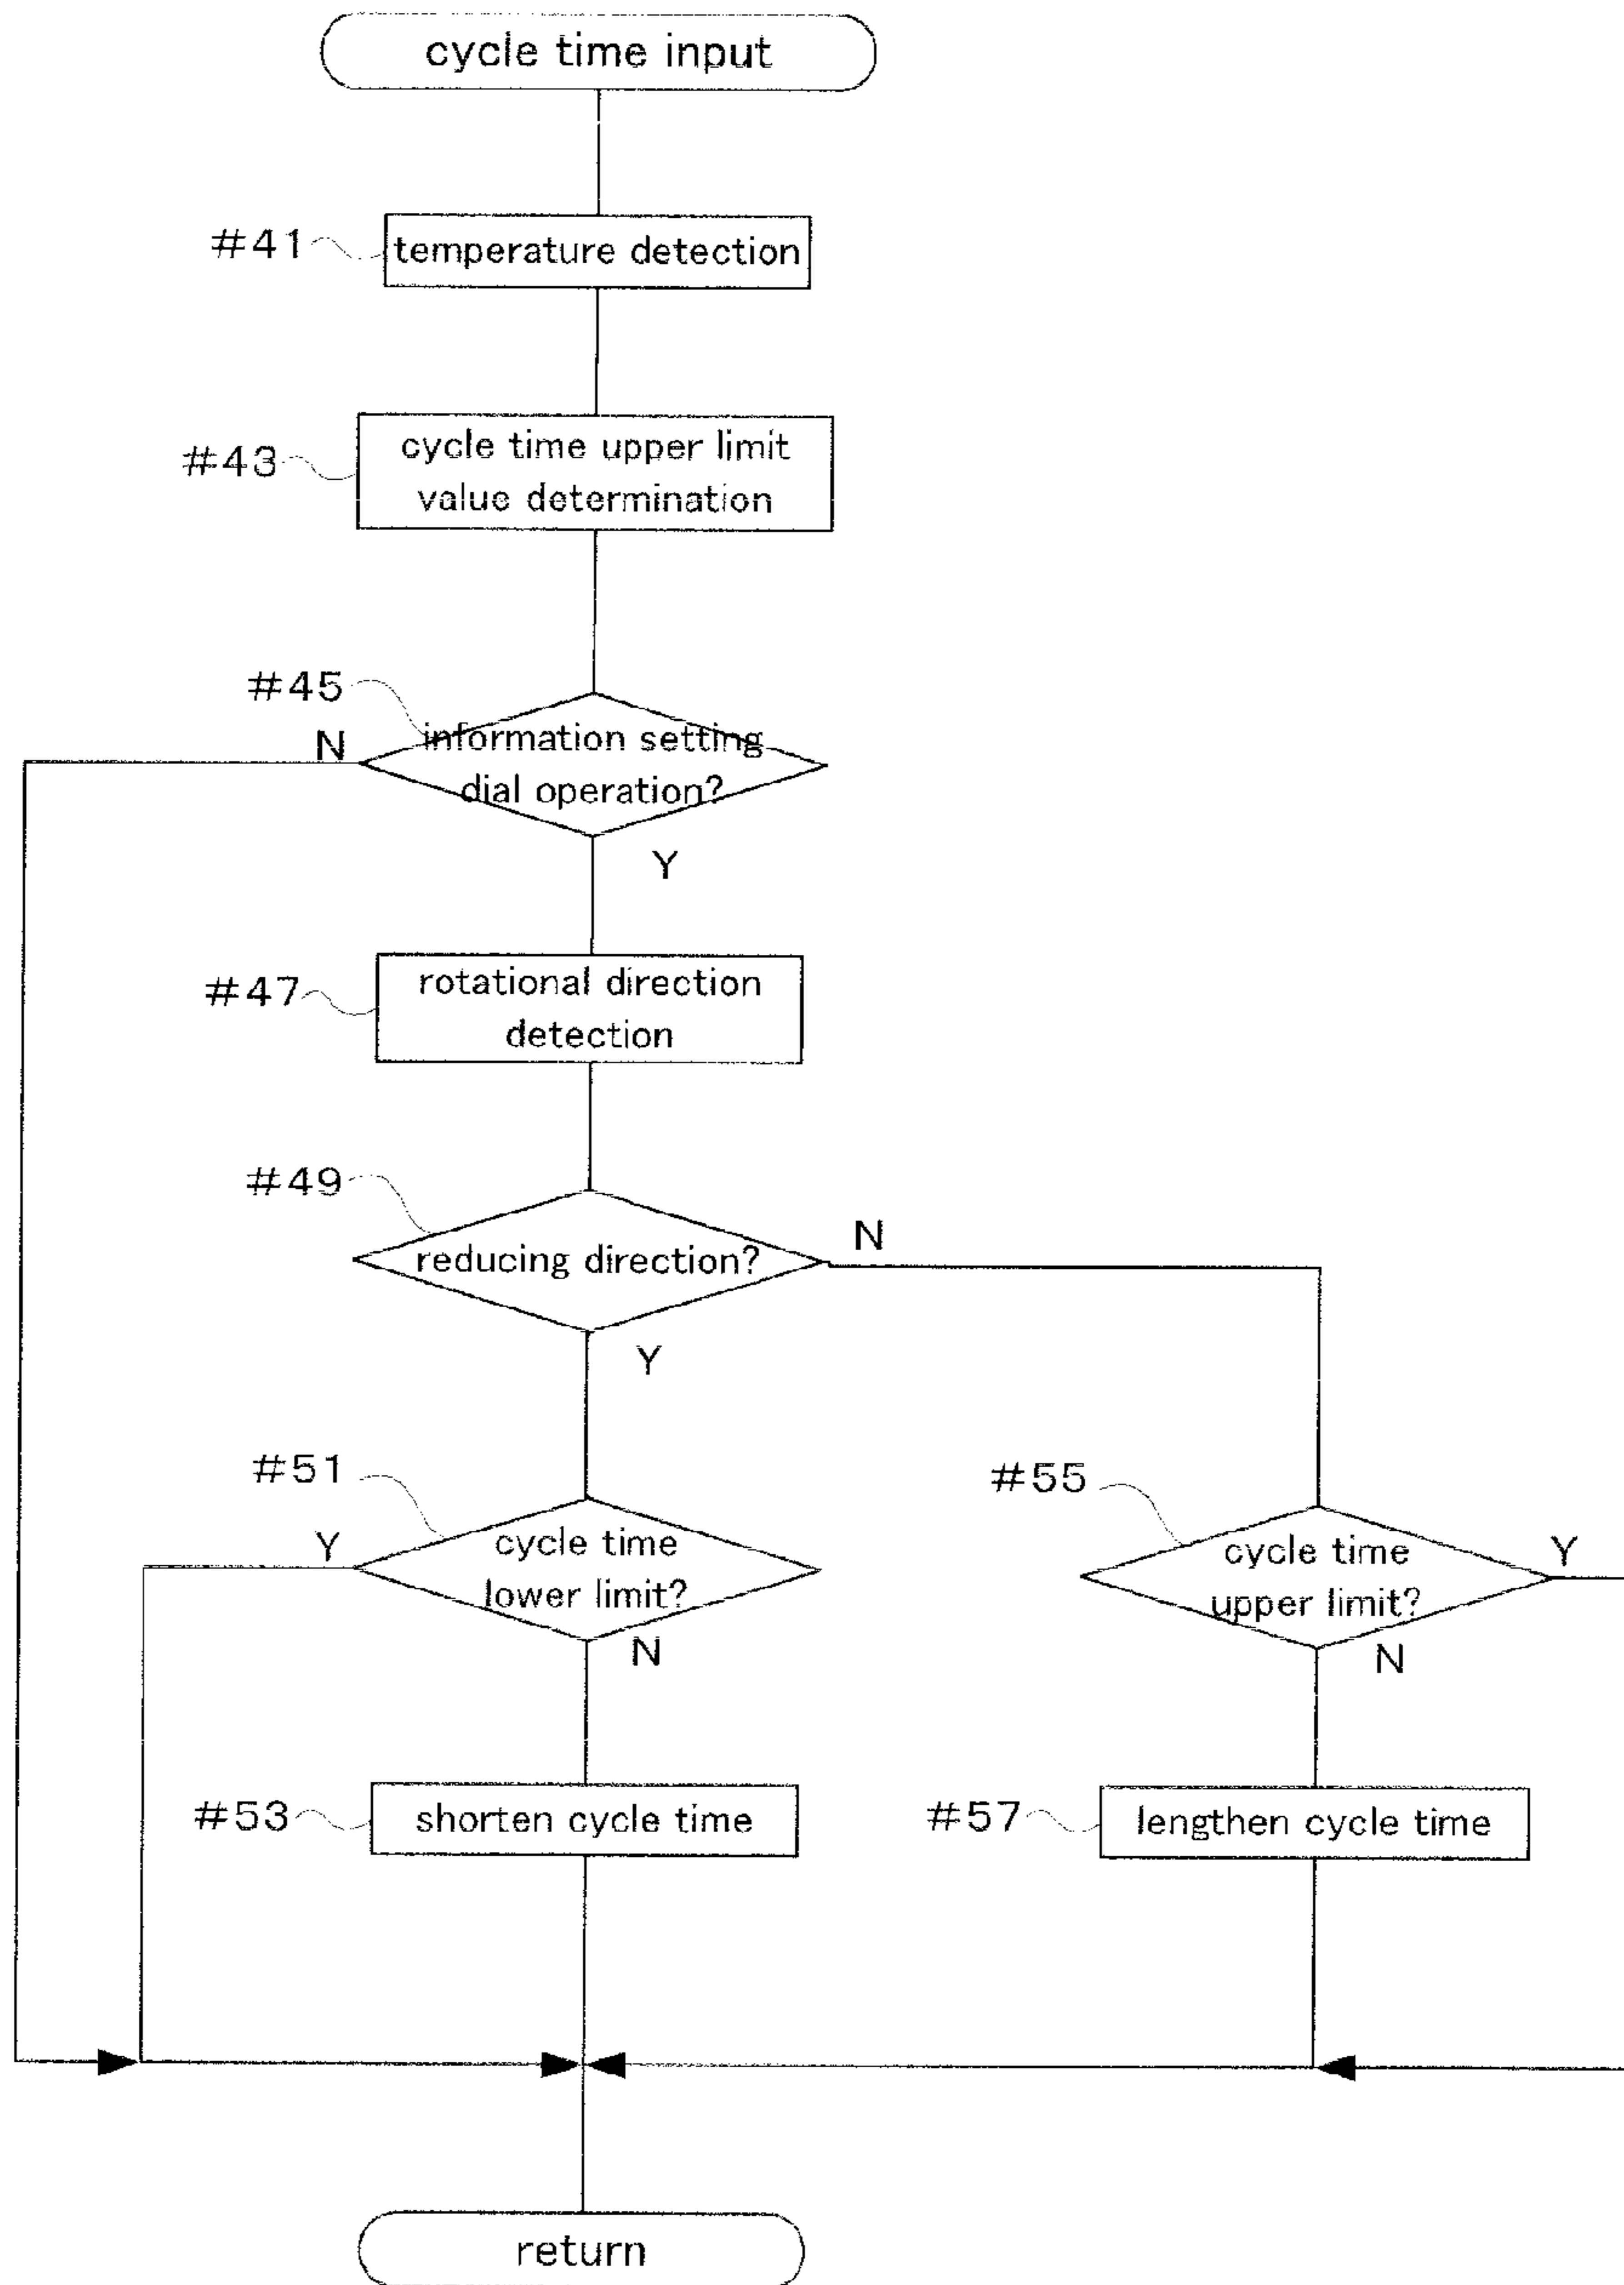 cycle time input
#41
temperature detection
#43
cycle time upper limit
value determination
#45
N
information setting
dial operation?
Y
#47
rotational direction
detection
#49
N
reducing direction?
Y
#51
Y
cycle time
lower limit?
N
#55
Y
cycle time
upper limit?
N
#53
shorten cycle time
#57
lengthen cycle time
return